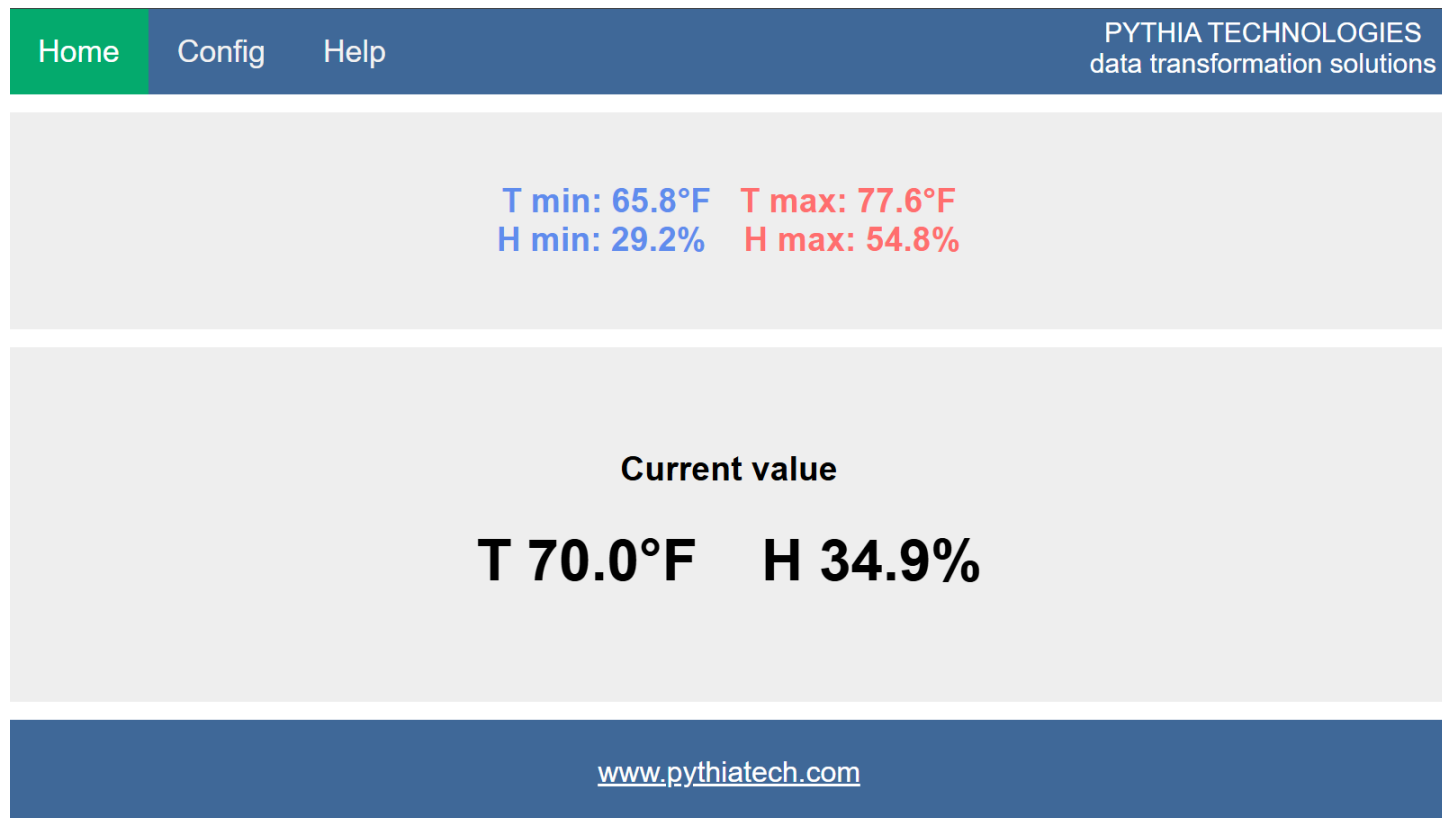 Home Config Help
PYTHIA TECHNOLOGIES
data transformation solutions
T min: 65.8°F T max: 77.6°F
H min: 29.2% H max: 54.8%
Current value
T 70.0°F H 34.9%
www.pythiatech.com